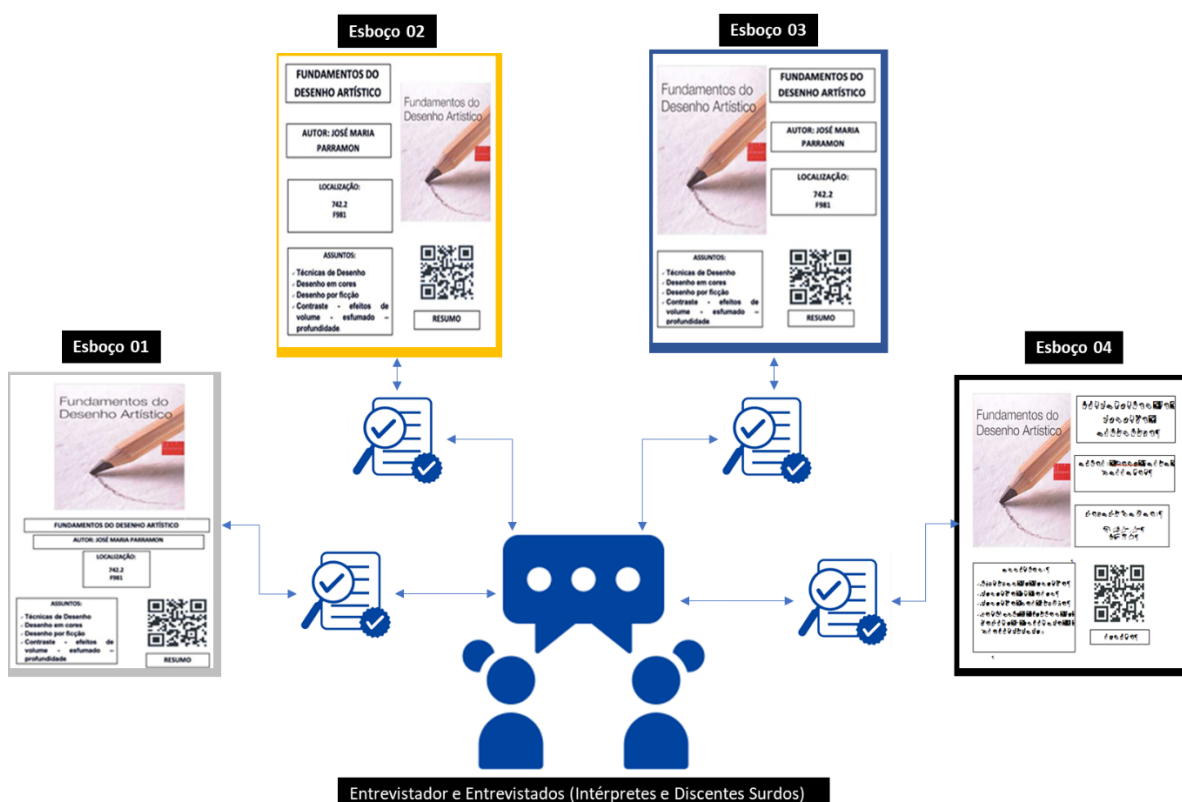 Esboço 02
FUNDAMENTOS DO
DESENHO ARTÍSTICO
AUTOR: JOSÉ MARIA
PARRAMON
LOCALIZAÇÃO:
742.2
F981
ASSUNTOS:
Técnicas de Desenho
Desenho em cores
Desenho por ficção
Contraste - efeitos de
volume - esfumado –
profundidade
Fundamentos do
Desenho Artístico
RESUMO
Esboço 03
Fundamentos do
Desenho Artístico
FUNDAMENTOS DO
DESENHO ARTÍSTICO
AUTOR: JOSÉ MARIA
PARRAMON
LOCALIZAÇÃO:
742.2
F981
ASSUNTOS:
Técnicas de Desenho
Desenho em cores
Desenho por ficção
Contraste - efeitos de
volume - esfumado –
profundidade
RESUMO
Esboço 01
Fundamentos do
Desenho Artístico
FUNDAMENTOS DO DESENHO ARTÍSTICO
AUTOR: JOSÉ MARIA PARRAMON
LOCALIZAÇÃO:
742.2
F981
ASSUNTOS:
Técnicas de Desenho
Desenho em cores
Desenho por ficção
Contraste - efeitos de
volume - esfumado –
profundidade
RESUMO
Esboço 04
Fundamentos do
Desenho Artístico
Entrevistador e Entrevistados (Intérpretes e Discentes Surdos)